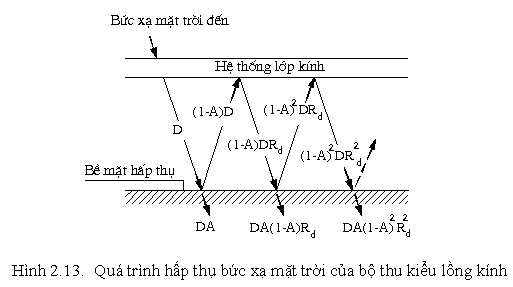 Bức xạ mặt trời đến
Hệ thống lớp kính
(1-A)D
(1-A)²DR_d
D
(1-A)DR_d
(1-A)²DR_d²
Bề mặt hấp thụ
DA
DA(1-A)R_d
DA(1-A)²R_d²
Hình 2.13. Quá trình hấp thụ bức xạ mặt trời của bộ thu kiểu lồng kính